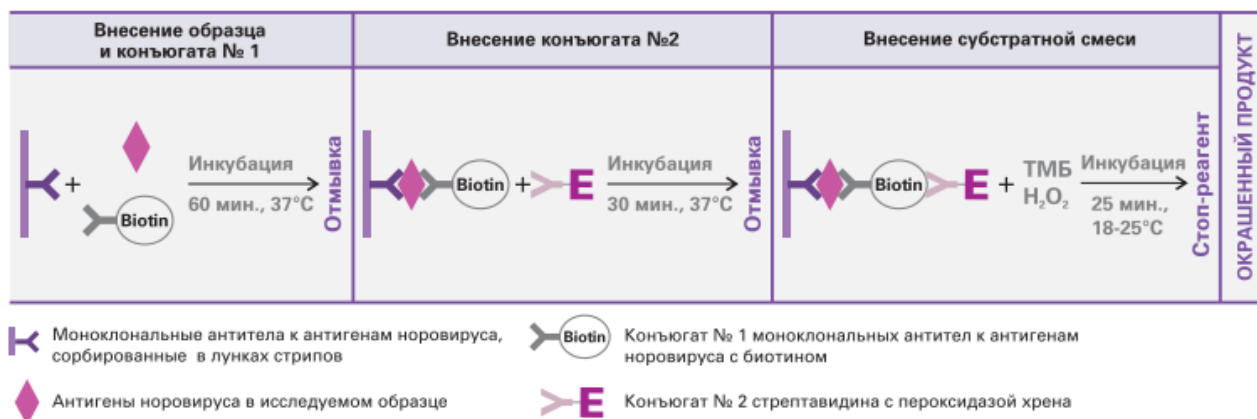 Внесение образца
и конъюгата № 1
Внесение конъюгата №2
Внесение субстратной смеси
+
Biotin
Инкубация
60 мин., 37°C
Отмывка
Biotin
+
E
Инкубация
30 мин., 37°C
Отмывка
Biotin
E
+
ТМБ
H₂O₂
Инкубация
25 мин.,
18-25°C
Стоп-реагент
ОКРАШЕННЫЙ ПРОДУКТ
Моноклональные антитела к антигенам норовируса,
сорбированные в лунках стрипов
Антигены норовируса в исследуемом образце
Biotin
Конъюгат № 1 моноклональных антител к антигенам
норовируса с биотином
E
Конъюгат № 2 стрептавидина с пероксидазой хрена